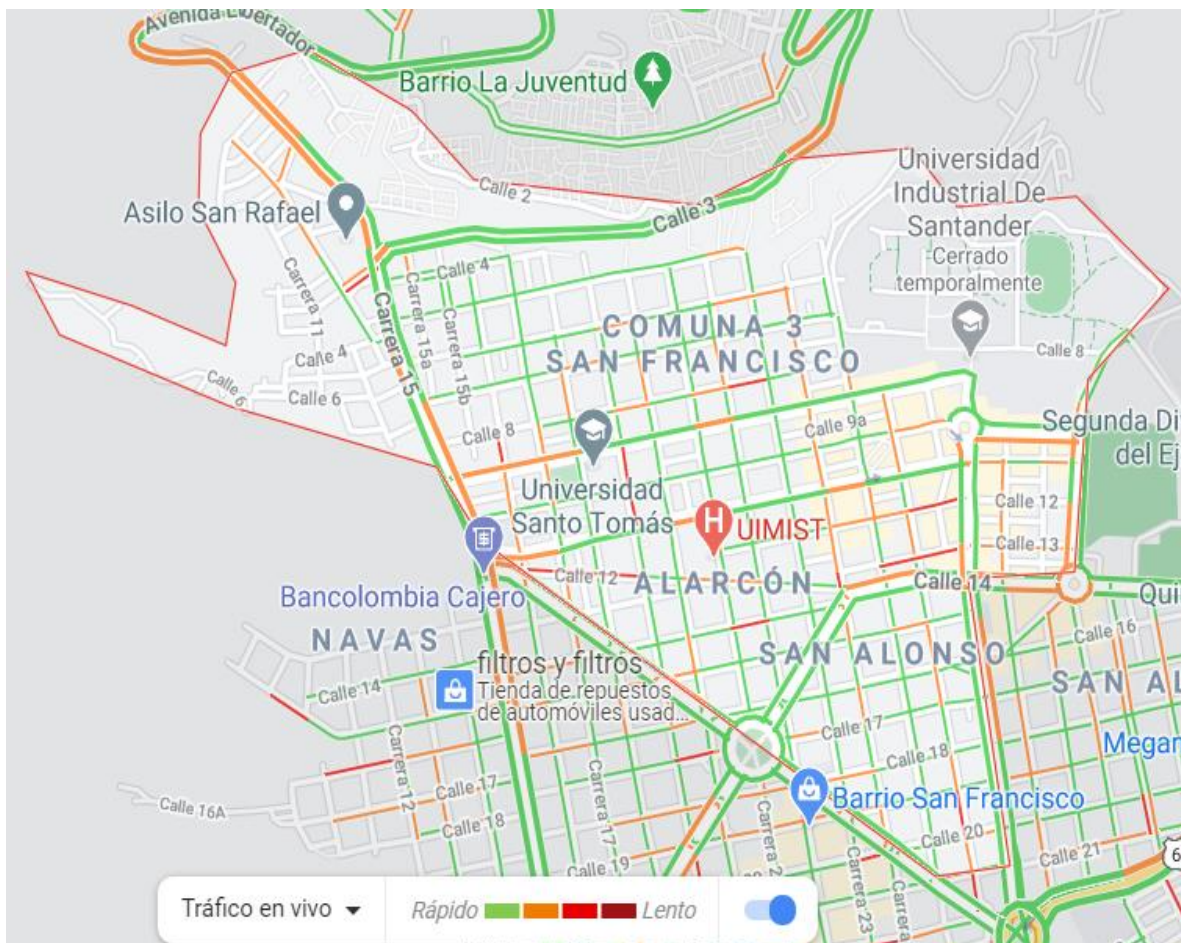 Avenida Libertador
Barrio La Juventud
Calle 2
Universidad
Industrial De
Santander
Cerrado
temporalmente
Asilo San Rafael
Calle 3
Calle 4
Carrera 11
Carrera 15
Carrera 15a
Carrera 15b
COMUNA 3
SAN FRANCISCO
Calle 8
Calle 4
Calle 6
Calle 6
Calle 8
Calle 9a
Segunda Di
del Ej
Universidad
Santo Tomás
UIMIST
Calle 12
Calle 13
Calle 12
ALARCÓN
Calle 14
Bancolombia Cajero
Qui
NAVAS
SAN ALONSO
Calle 16
filtros y filtros
Tienda de repuestos
de automóviles usad...
Calle 14
SAN AL
Calle 17
Calle 18
Megar
Carrera 12
Calle 17
Calle 16A
Calle 18
Carrera 17
Barrio San Francisco
Calle 19
Carrera 2
Carrera 23
Calle 20
Calle 21
6
Tráfico en vivo
Rápido
Lento